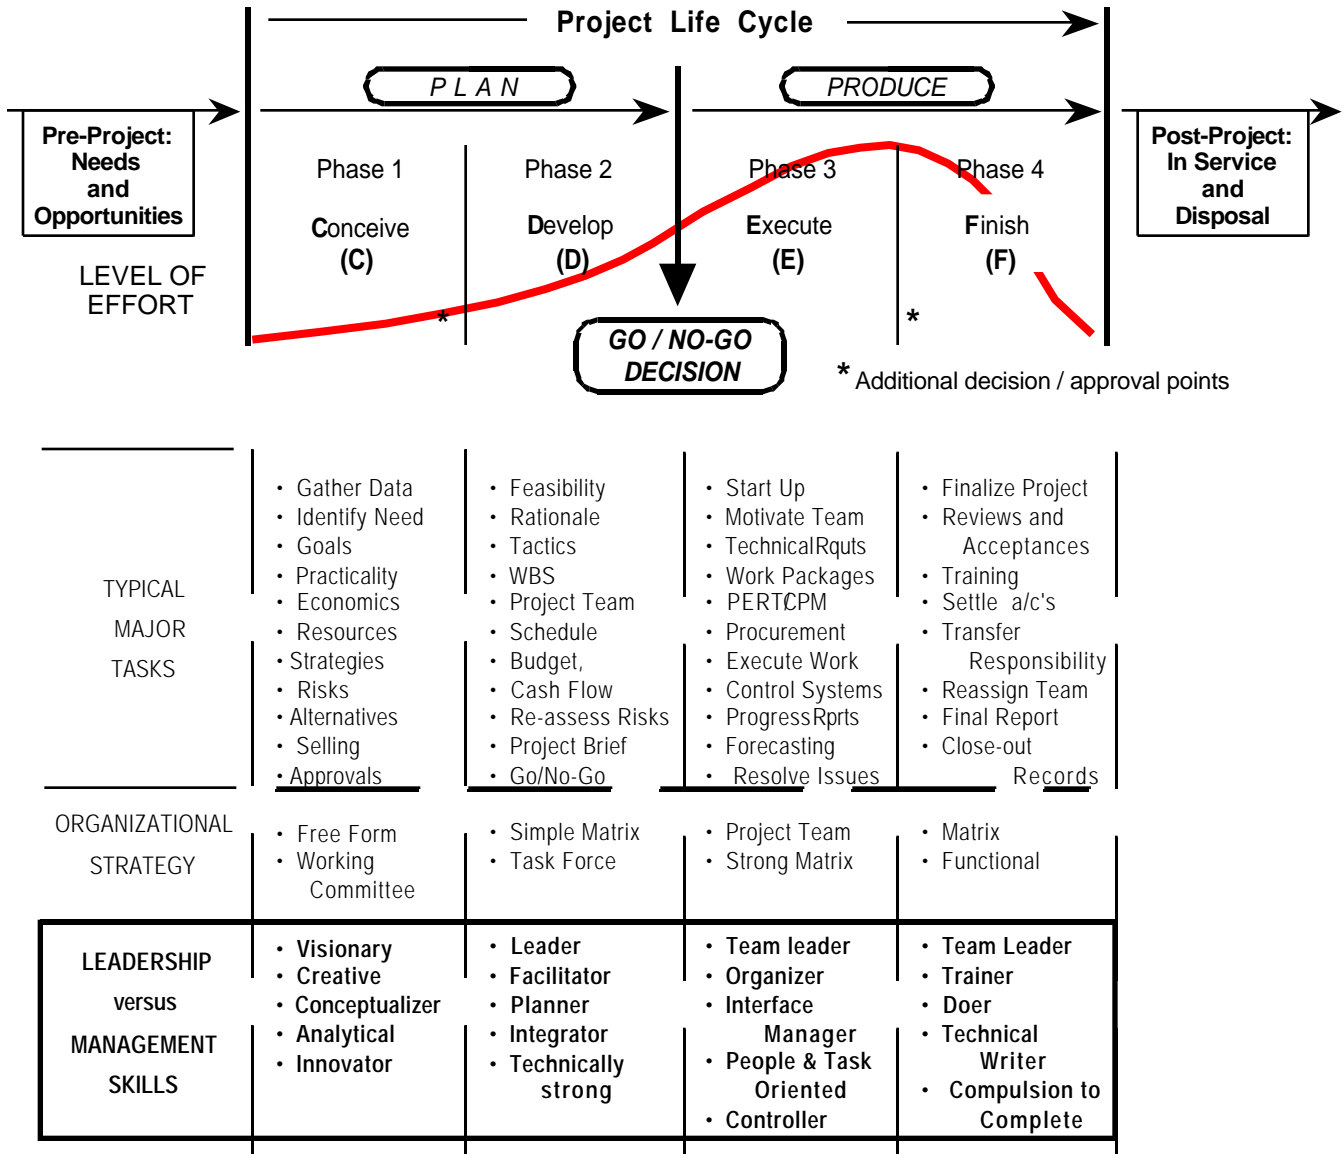 Project Life Cycle
PLAN
PRODUCE
Pre-Project:
Needs
and
Opportunities
Phase 1
Conceive
(C)
Phase 2
Develop
(D)
Phase 3
Execute
(E)
Phase 4
Finish
(F)
Post-Project:
In Service
and
Disposal
LEVEL OF
EFFORT
*
*
GO / NO-GO
DECISION
* Additional decision / approval points
TYPICAL
MAJOR
TASKS
• Gather Data
• Identify Need
• Goals
• Practicality
• Economics
• Resources
• Strategies
• Risks
• Alternatives
• Selling
• Approvals
• Feasibility
• Rationale
• Tactics
• WBS
• Project Team
• Schedule
• Budget,
• Cash Flow
• Re-assess Risks
• Project Brief
• Go/No-Go
• Start Up
• Motivate Team
• Technical Rquts
• Work Packages
• PERT/CPM
• Procurement
• Execute Work
• Control Systems
• Progress Rprts
• Forecasting
• Resolve Issues
• Finalize Project
• Reviews and
Acceptances
• Training
• Settle a/c's
• Transfer
Responsibility
• Reassign Team
• Final Report
• Close-out
Records
ORGANIZATIONAL
STRATEGY
• Free Form
• Working
Committee
• Simple Matrix
• Task Force
• Project Team
• Strong Matrix
• Matrix
• Functional
LEADERSHIP
versus
MANAGEMENT
SKILLS
• Visionary
• Creative
• Conceptualizer
• Analytical
• Innovator
• Leader
• Facilitator
• Planner
• Integrator
• Technically
strong
• Team leader
• Organizer
• Interface
Manager
• People & Task
Oriented
• Controller
• Team Leader
• Trainer
• Doer
• Technical
Writer
• Compulsion to
Complete